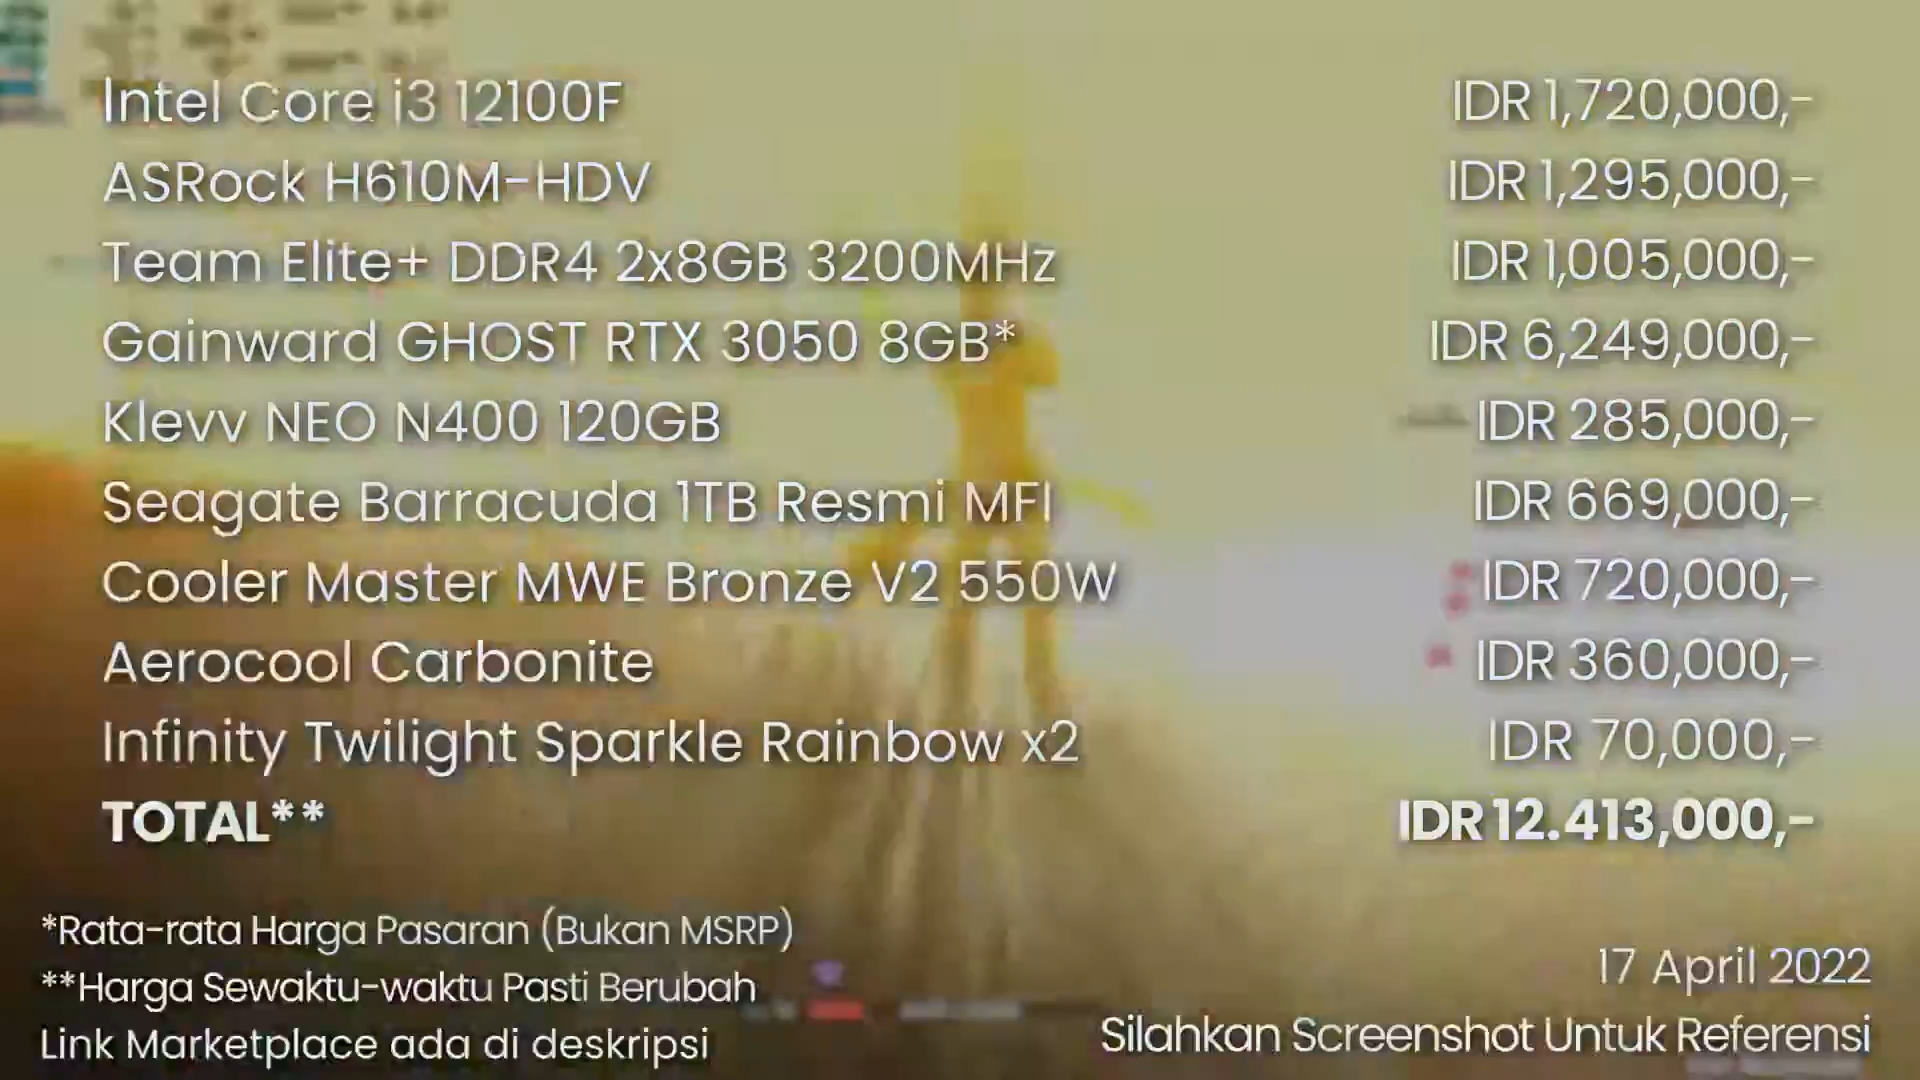 Intel Core i3 12100F IDR 1,720,000,-
ASRock H610M-HDV IDR 1,295,000,-
Team Elite+ DDR4 2x8GB 3200MHz IDR 1,005,000,-
Gainward GHOST RTX 3050 8GB* IDR 6,249,000,-
Klevv NEO N400 120GB IDR 285,000,-
Seagate Barracuda 1TB Resmi MFI IDR 669,000,-
Cooler Master MWE Bronze V2 550W IDR 720,000,-
Aerocool Carbonite IDR 360,000,-
Infinity Twilight Sparkle Rainbow x2 IDR 70,000,-
TOTAL** IDR 12.413,000,-
*Rata-rata Harga Pasaran (Bukan MSRP)
**Harga Sewaktu-waktu Pasti Berubah
Link Marketplace ada di deskripsi
17 April 2022
Silahkan Screenshot Untuk Referensi